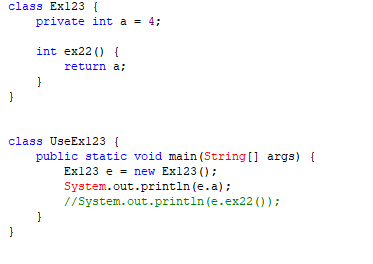 class Ex123 {
    private int a = 4;

    int ex22() {
        return a;
    }
}


class UseEx123 {
    public static void main(String[] args) {
        Ex123 e = new Ex123();
        System.out.println(e.a);
        //System.out.println(e.ex22());
    }
}